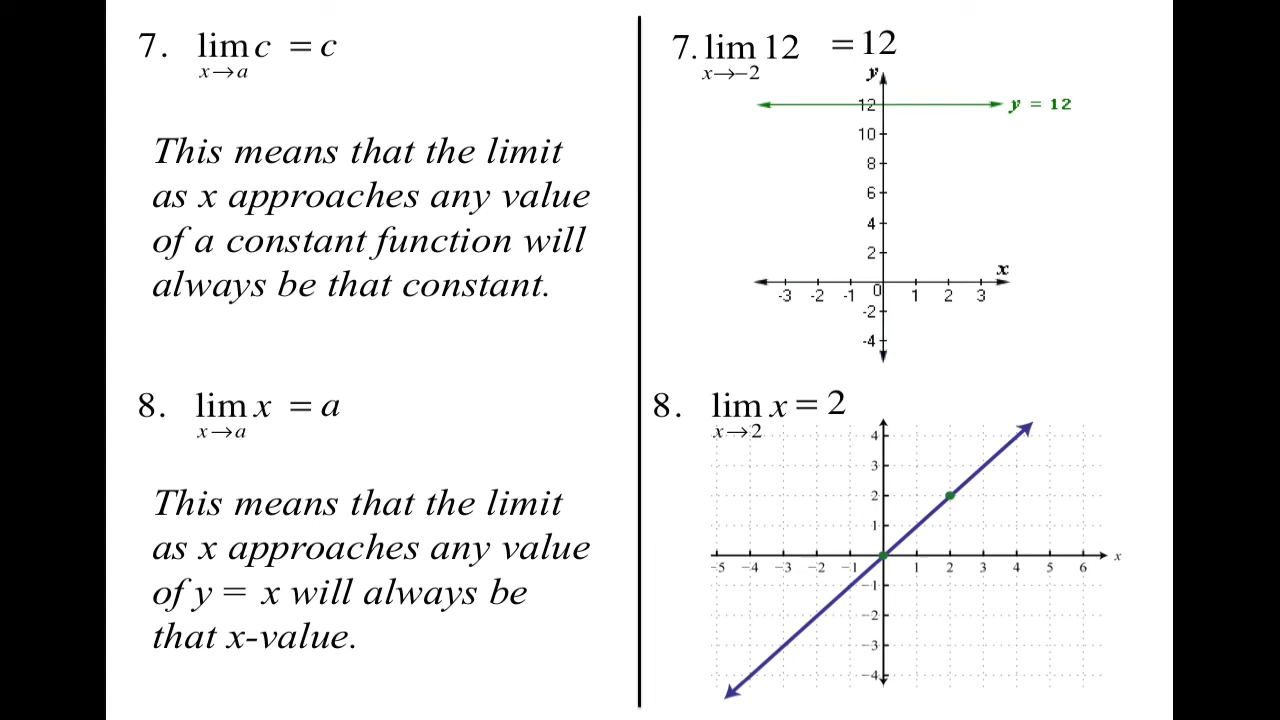 7. lim c = c
x→a
This means that the limit
as x approaches any value
of a constant function will
always be that constant.
8. lim x = a
x→a
This means that the limit
as x approaches any value
of y = x will always be
that x-value.
7. lim 12 = 12
x→-2
y
12
y = 12
10
8
6
4
2
x
-3 -2 -1 0 1 2 3
-2
-4
8. lim x = 2
x→2
4
3
2
1
x
-5 -4 -3 -2 -1 1 2 3 4 5 6
-1
-2
-3
-4